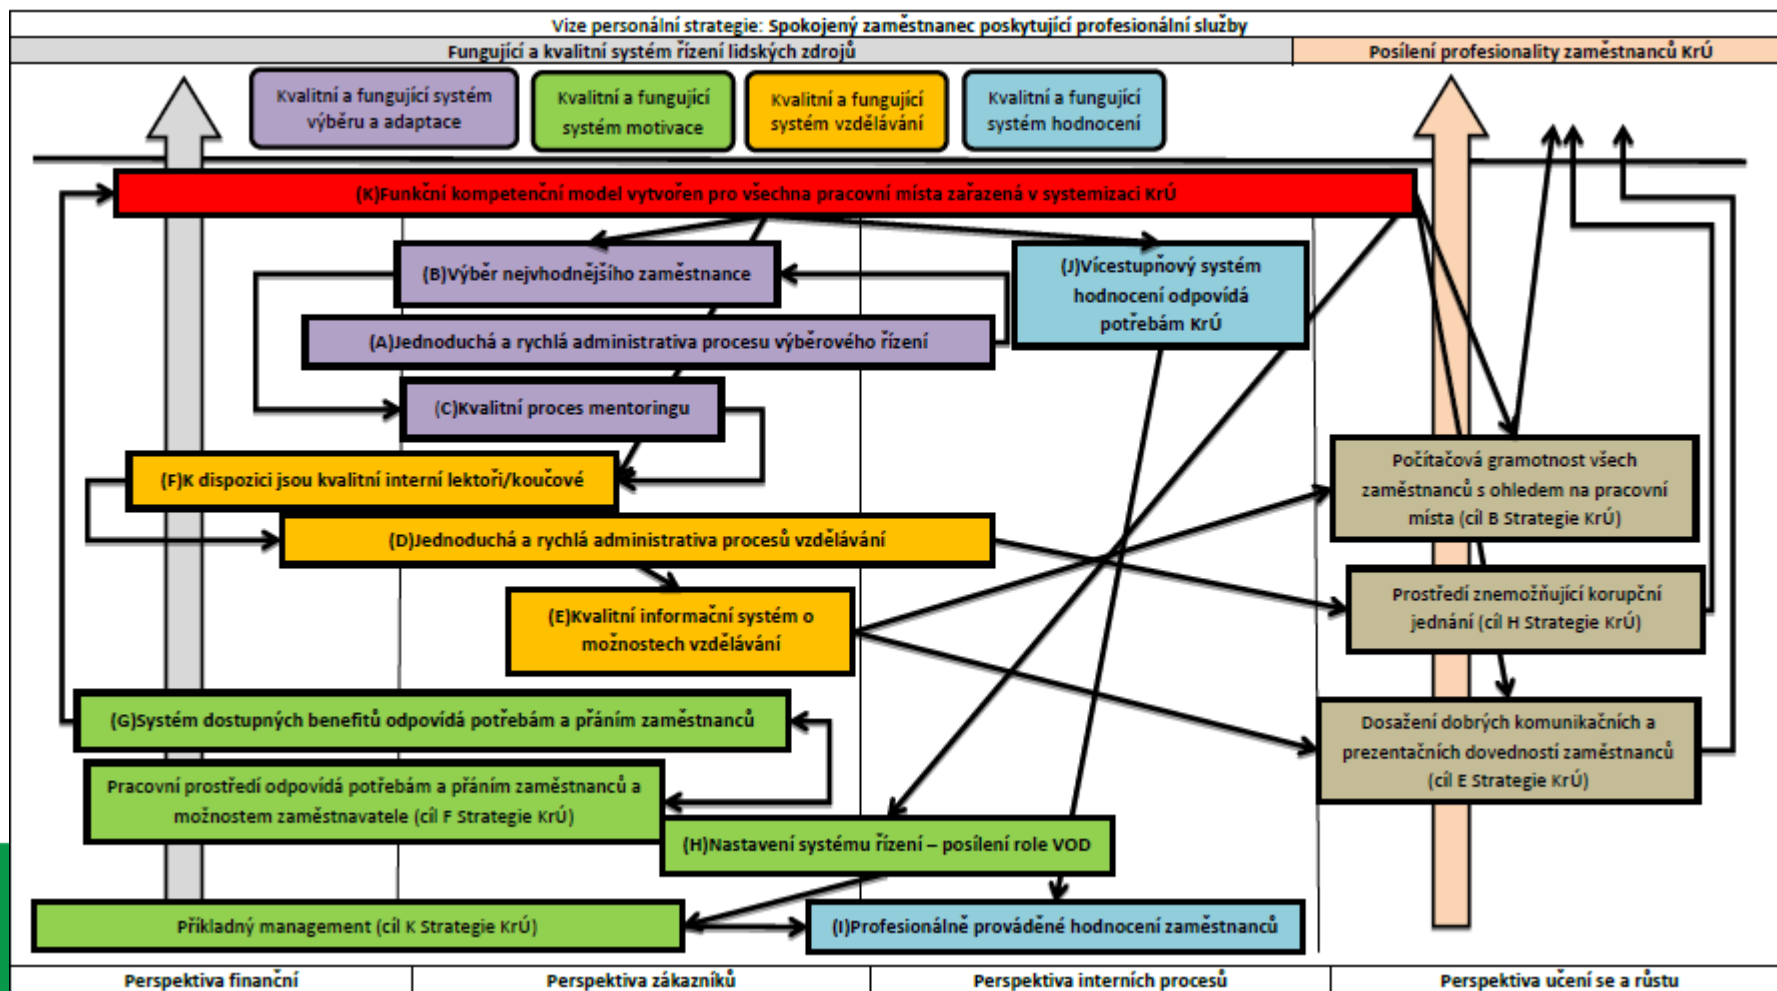 Vize personální strategie: Spokojený zaměstnanec poskytující profesionální služby
Fungující a kvalitní systém řízení lidských zdrojů
Posílení profesionality zaměstnanců KrÚ
Kvalitní a fungující systém
výběru a adaptace
Kvalitní a fungující
systém motivace
Kvalitní a fungující
systém vzdělávání
Kvalitní a fungující
systém hodnocení
(K)Funkční kompetenční model vytvořen pro všechna pracovní místa zařazená v systemizaci KrÚ
(B)Výběr nejvhodnějšího zaměstnance
(J)Vícestupňový systém
hodnocení odpovídá
potřebám KrÚ
(A)Jednoduchá a rychlá administrativa procesu výběrového řízení
(C)Kvalitní proces mentoringu
(F)K dispozici jsou kvalitní interní lektoři/koučové
Počítačová gramotnost všech
zaměstnanců s ohledem na pracovní
místa (cíl B Strategie KrÚ)
(D)Jednoduchá a rychlá administrativa procesů vzdělávání
(E)Kvalitní informační systém o
možnostech vzdělávání
Prostředí znemožňující korupční
jednání (cíl H Strategie KrÚ)
(G)Systém dostupných benefitů odpovídá potřebám a přáním zaměstnanců
Dosažení dobrých komunikačních a
prezentačních dovedností zaměstnanců
(cíl E Strategie KrÚ)
Pracovní prostředí odpovídá potřebám a přáním zaměstnanců a
možnostem zaměstnavatele (cíl F Strategie KrÚ)
(H)Nastavení systému řízení – posílení role VOD
Příkladný management (cíl K Strategie KrÚ)
(I)Profesionálně prováděné hodnocení zaměstnanců
Perspektiva finanční
Perspektiva zákazníků
Perspektiva interních procesů
Perspektiva učení se a růstu